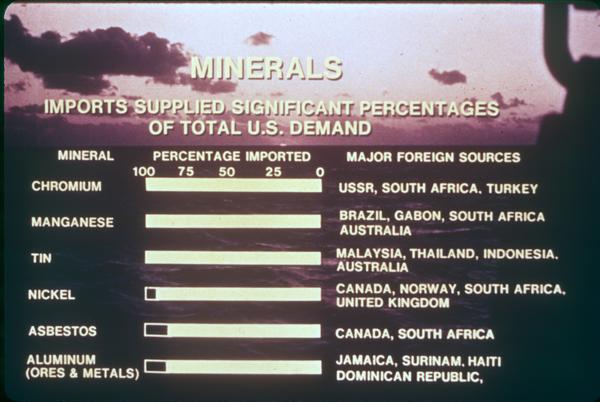 MINERALS
IMPORTS SUPPLIED SIGNIFICANT PERCENTAGES
OF TOTAL U.S. DEMAND
MINERAL PERCENTAGE IMPORTED MAJOR FOREIGN SOURCES
100 75 50 25 0
CHROMIUM USSR, SOUTH AFRICA. TURKEY
MANGANESE BRAZIL, GABON, SOUTH AFRICA
AUSTRALIA
TIN MALAYSIA, THAILAND, INDONESIA.
AUSTRALIA
NICKEL CANADA, NORWAY, SOUTH AFRICA,
UNITED KINGDOM
ASBESTOS CANADA, SOUTH AFRICA
ALUMINUM JAMAICA, SURINAM, HAITI
(ORES & METALS) DOMINICAN REPUBLIC,